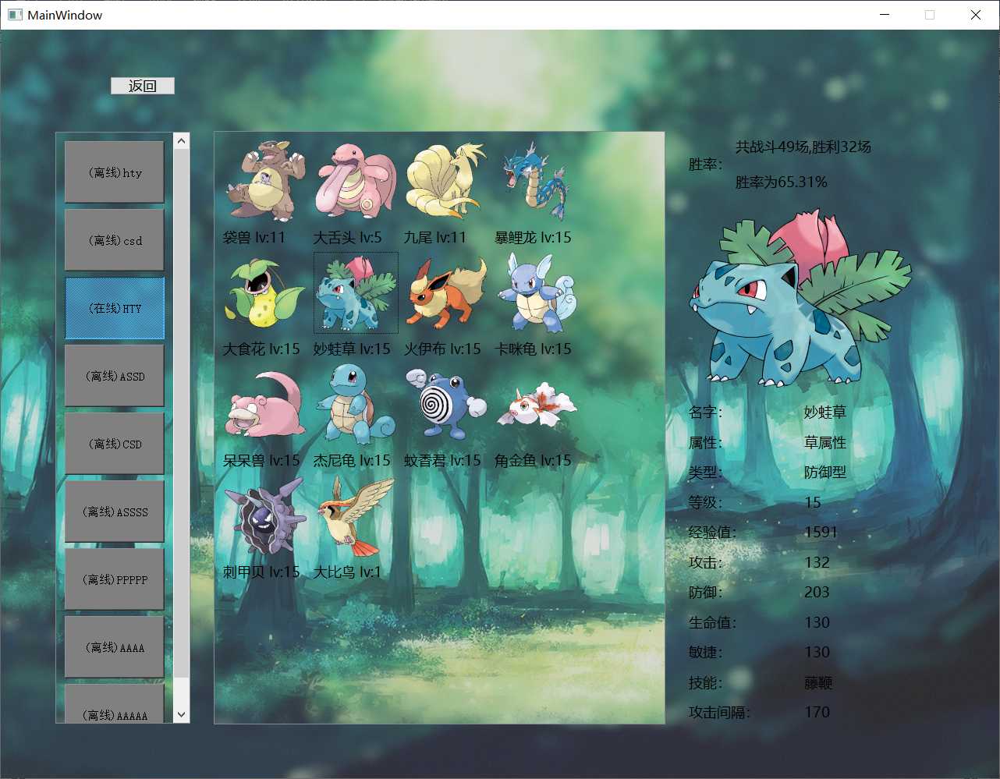 MainWindow
返回
(离线)hty
(离线)csd
(在线)HTY
(离线)ASSD
(离线)CSD
(离线)ASSSS
(离线)PPPPP
(离线)AAAA
(离线)AAAAA
袋兽 lv:11
大舌头 lv:5
九尾 lv:11
暴鲤龙 lv:15
大食花 lv:15
妙蛙草 lv:15
火伊布 lv:15
卡咪龟 lv:15
呆呆兽 lv:15
杰尼龟 lv:15
蚊香君 lv:15
角金鱼 lv:15
刺甲贝 lv:15
大比鸟 lv:1
共战斗49场,胜利32场
胜率:
胜率为65.31%
名字: 妙蛙草
属性: 草属性
类型: 防御型
等级: 15
经验值: 1591
攻击: 132
防御: 203
生命值: 130
敏捷: 130
技能: 藤鞭
攻击间隔: 170